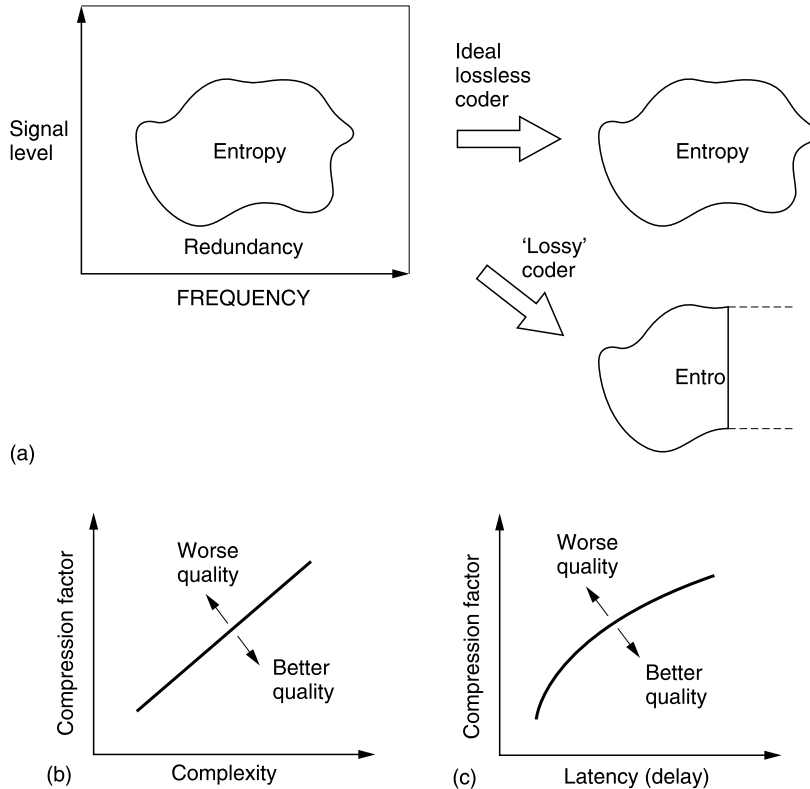 Signal
level
Entropy
Redundancy
FREQUENCY
Ideal
lossless
coder
Entropy
‘Lossy’
coder
Entro
(a)
Compression factor
Worse
quality
Better
quality
(b)
Complexity
Compression factor
Worse
quality
Better
quality
(c)
Latency (delay)